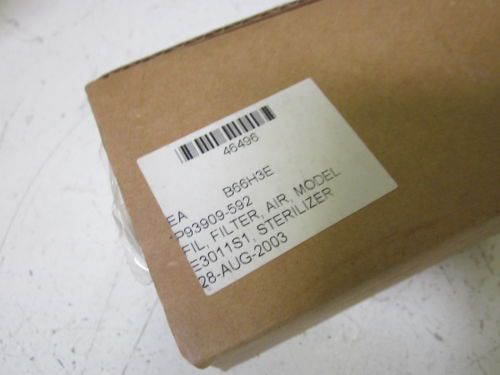 46496
EA B66H3E
P93909-592
FIL, FILTER, AIR, MODEL
E3011S1, STERILIZER
28-AUG-2003